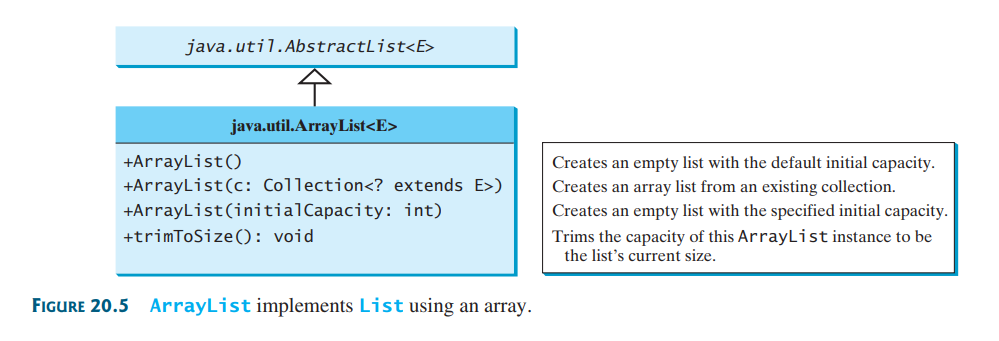 java.util.AbstractList<E>
java.util.ArrayList<E>
+ArrayList()
+ArrayList(c: Collection<? extends E>)
+ArrayList(initialCapacity: int)
+trimToSize(): void
Creates an empty list with the default initial capacity.
Creates an array list from an existing collection.
Creates an empty list with the specified initial capacity.
Trims the capacity of this ArrayList instance to be
the list's current size.
FIGURE 20.5 ArrayList implements List using an array.